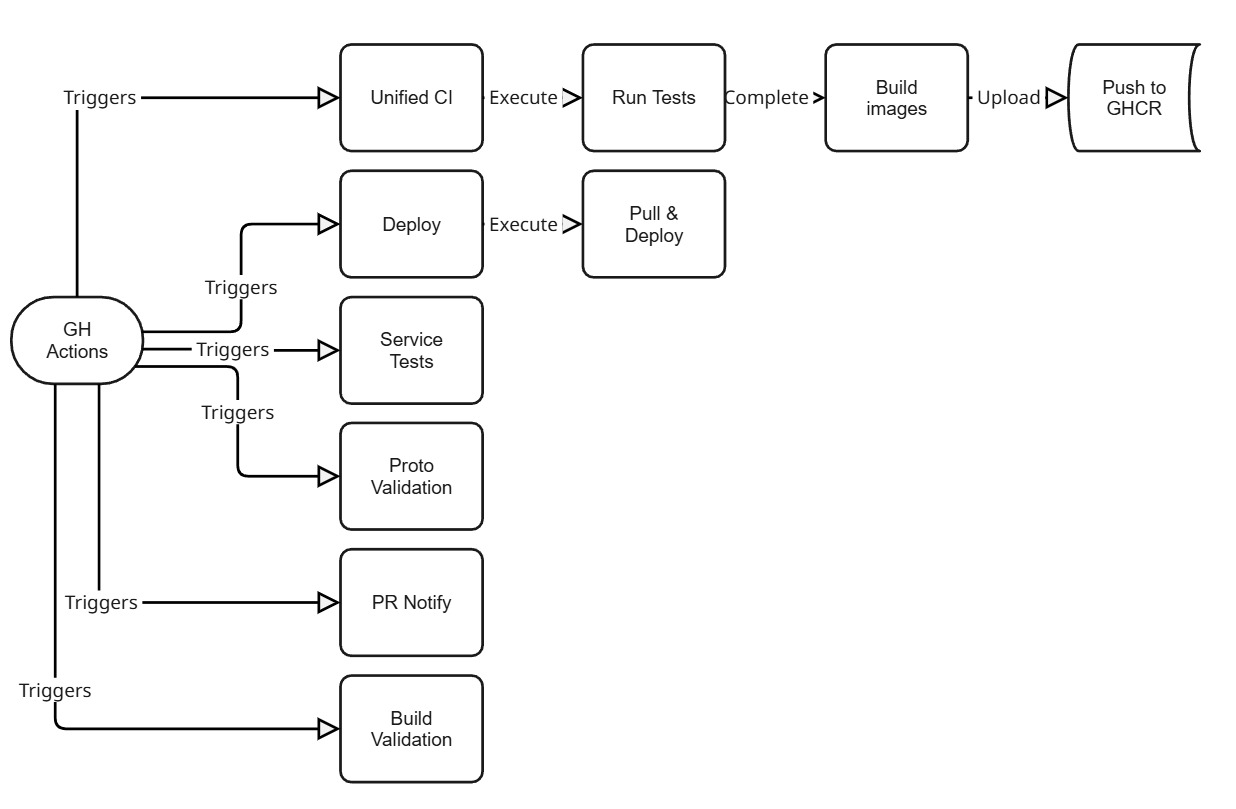 Triggers
Unified CI
Execute
Run Tests
Complete
Build
images
Upload
Push to
GHCR
Deploy
Execute
Pull &
Deploy
Triggers
GH
Actions
Triggers
Service
Tests
Triggers
Proto
Validation
Triggers
PR Notify
Triggers
Build
Validation